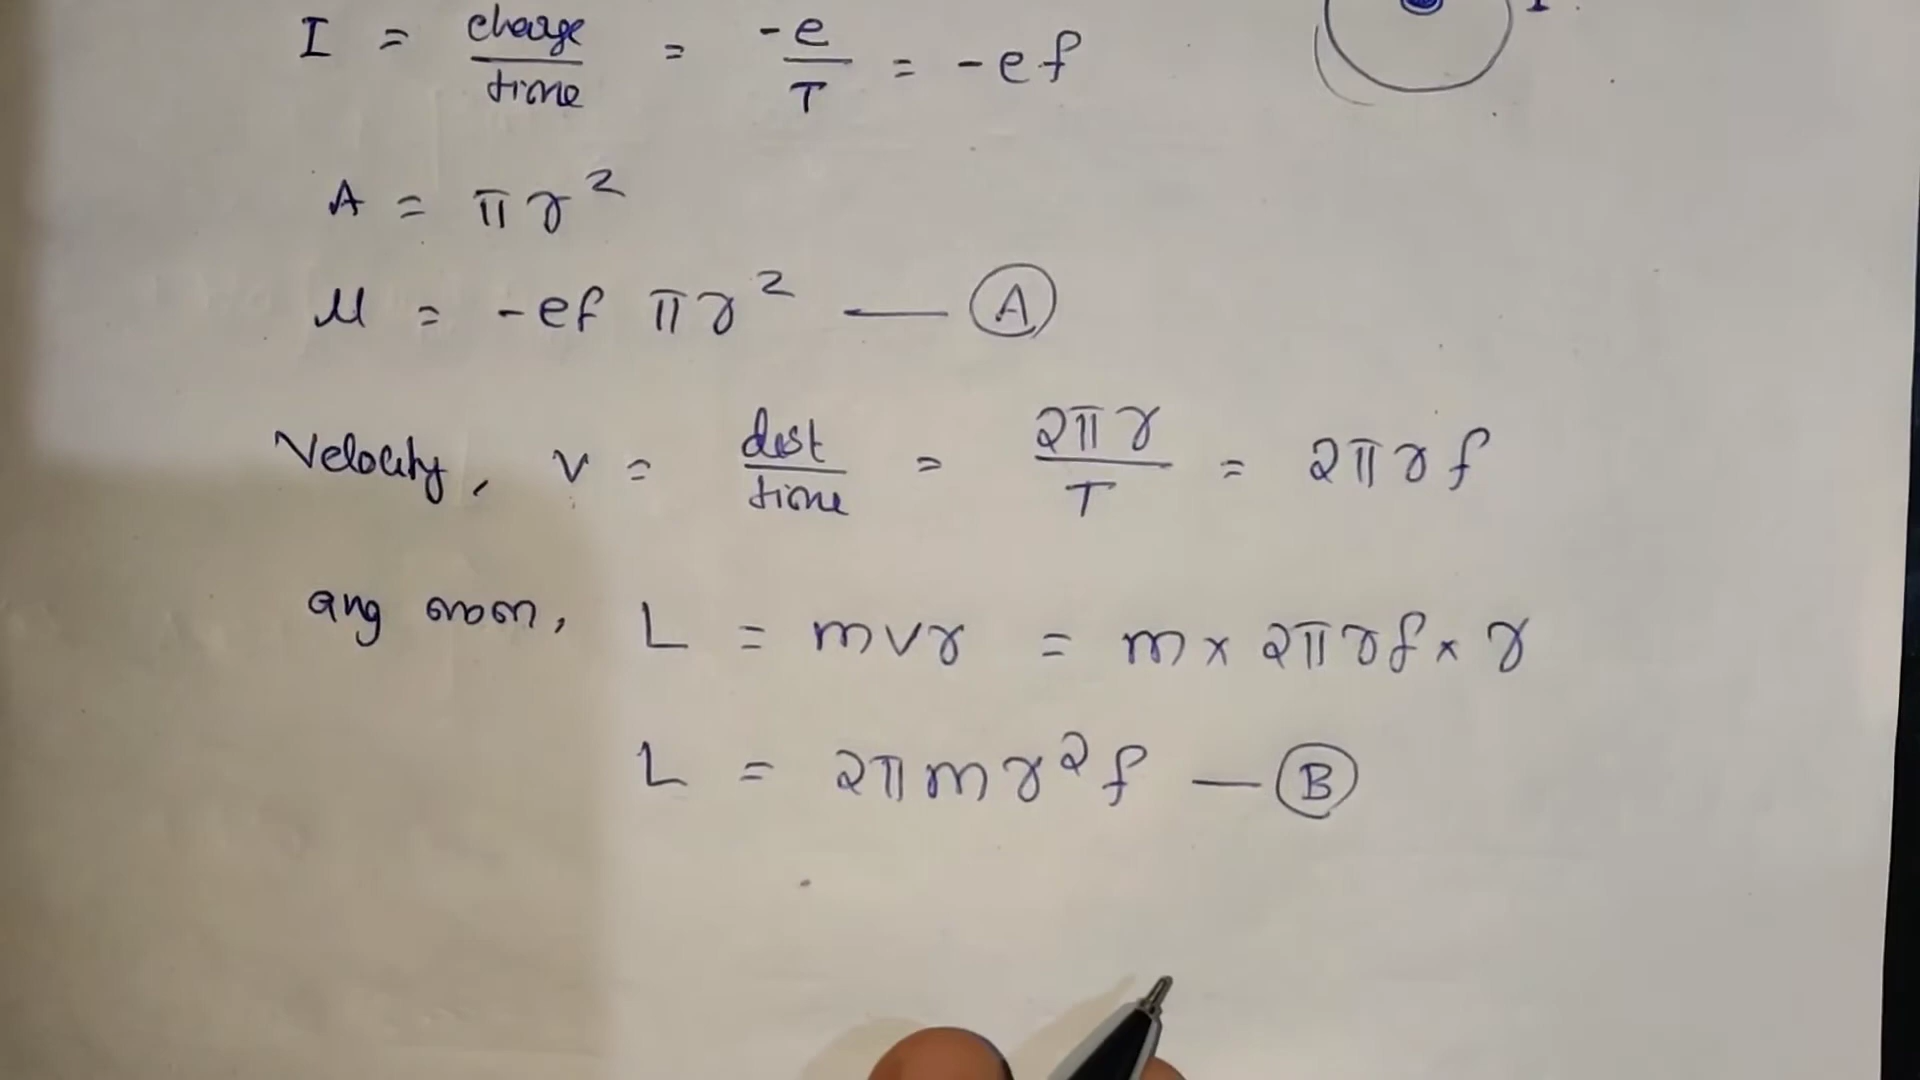 I = charge/time = -e/T = -ef
A = πr²
μ = -ef πr² — (A)
Velocity, v = dist/time = 2πr/T = 2πrf
ang mom, L = mvr = m × 2πrf × r
L = 2πmr²f — (B)